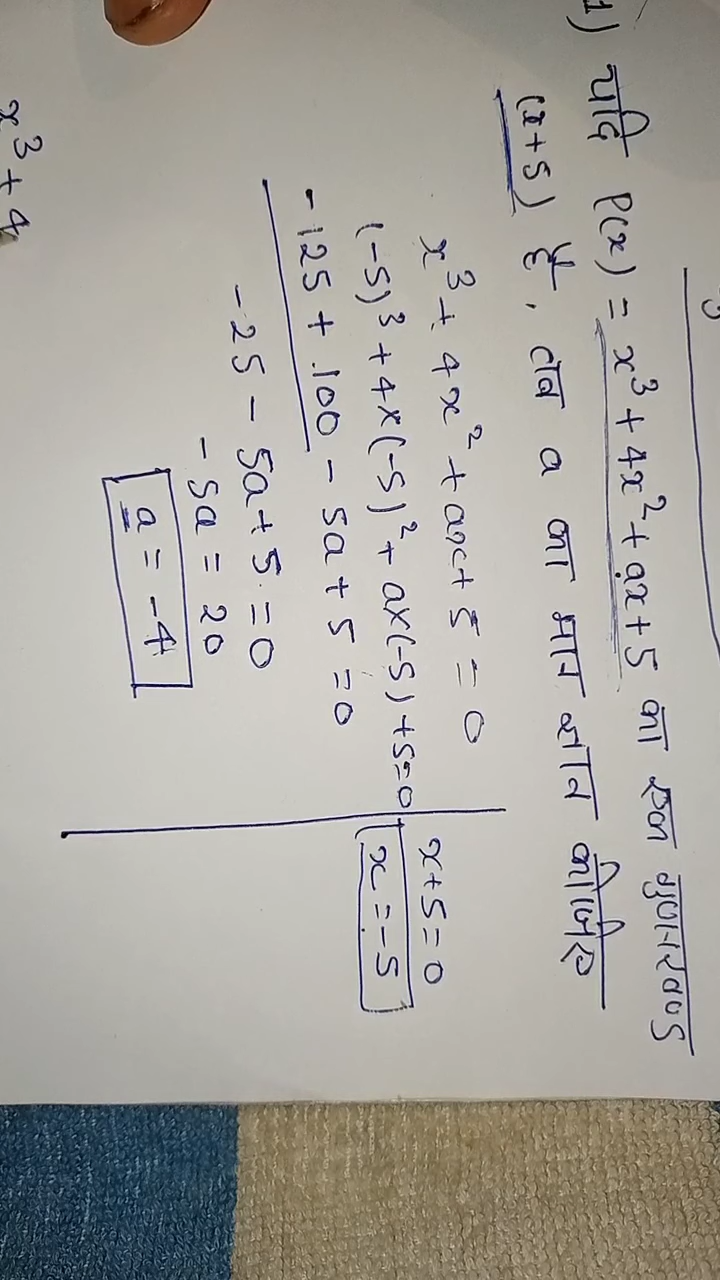 1) यदि P(x) = x³ + 4x² + ax + 5 का एक गुणनखण्ड
(x + 5) है, तब a का मान ज्ञात कीजिए
x³ + 4x² + ax + 5 = 0
(-5)³ + 4×(-5)² + a×(-5) + 5 = 0
-125 + 100 - 5a + 5 = 0
-25 - 5a + 5 = 0
-5a = 20
a = -4
x + 5 = 0
x = -5
x³ + 4